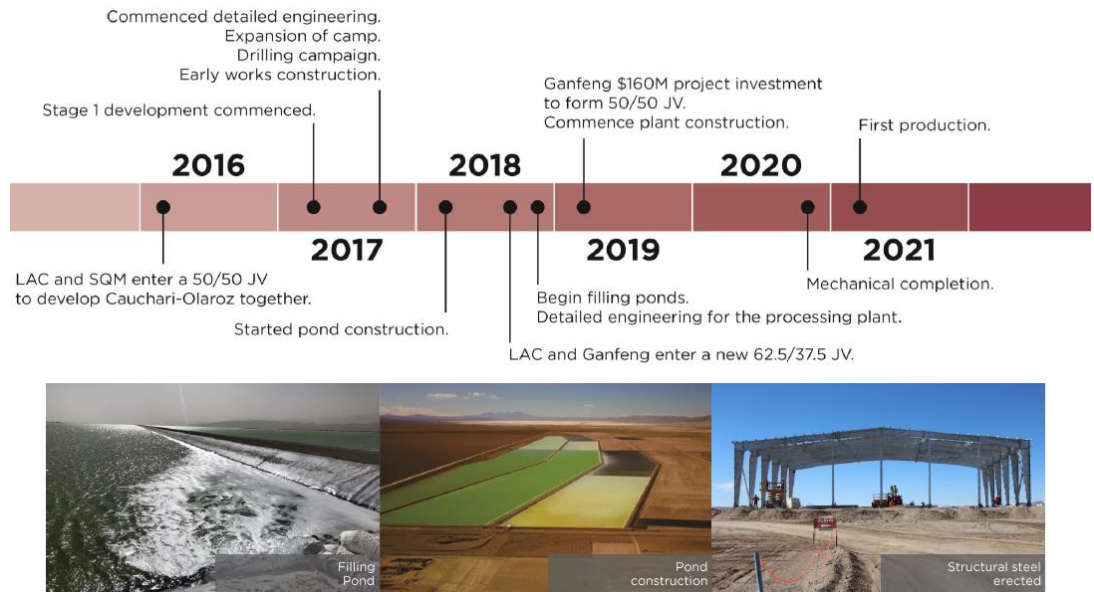 Commenced detailed engineering.
Expansion of camp.
Drilling campaign.
Early works construction.
Stage 1 development commenced.
Ganfeng $160M project investment
to form 50/50 JV.
Commence plant construction.
First production.
2016
2018
2020
2017
2019
2021
LAC and SQM enter a 50/50 JV
to develop Cauchari-Olaroz together.
Started pond construction.
Begin filling ponds.
Detailed engineering for the processing plant.
LAC and Ganfeng enter a new 62.5/37.5 JV.
Mechanical completion.
Filling
Pond
Pond
construction
Structural steel
erected